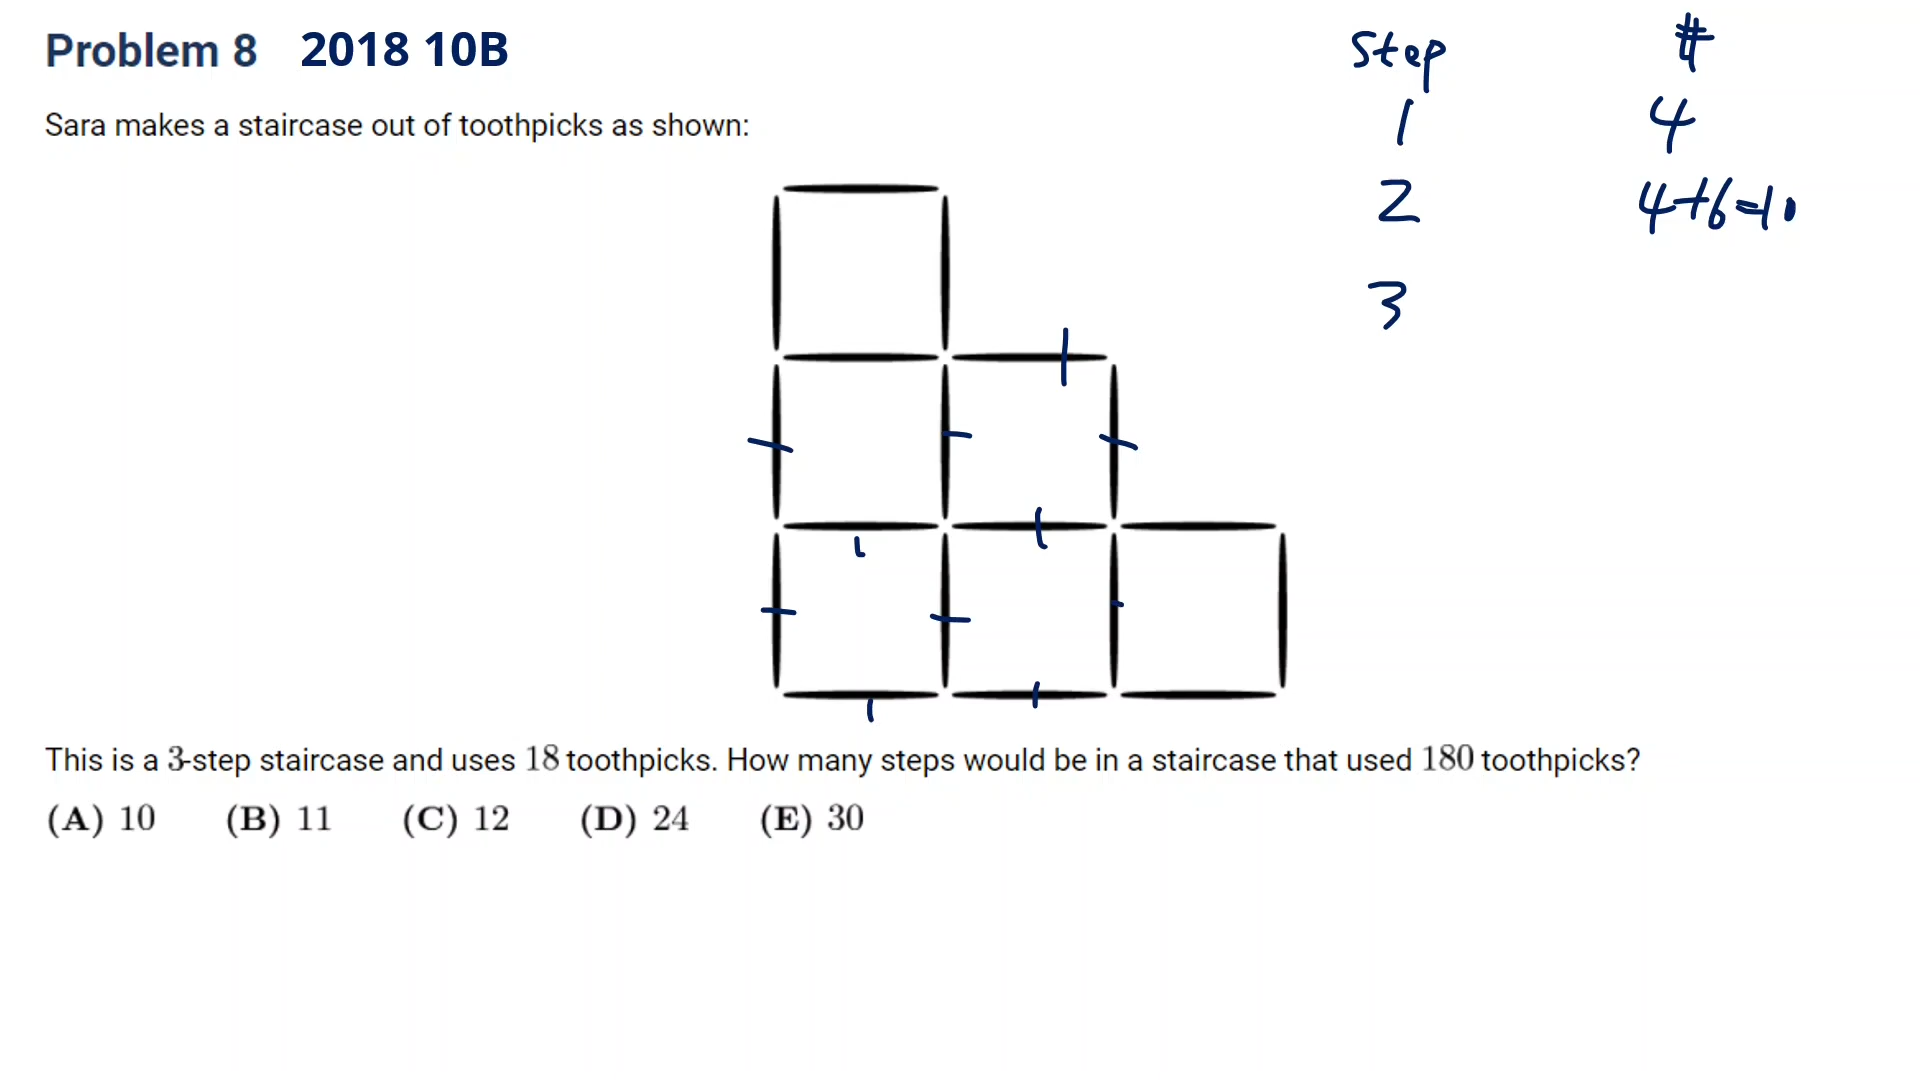 Problem 8 2018 10B
Sara makes a staircase out of toothpicks as shown:
Step #
1 4
2 4+6=10
3
This is a 3-step staircase and uses 18 toothpicks. How many steps would be in a staircase that used 180 toothpicks?
(A) 10 (B) 11 (C) 12 (D) 24 (E) 30